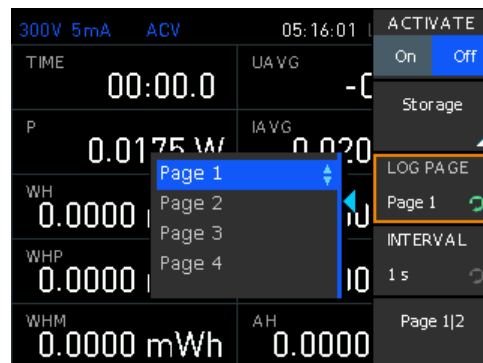 300V 5mA ACV 05:16:01
ACTIVATE
On Off
Storage
LOG PAGE
Page 1
INTERVAL
1 s
Page 1|2
TIME
00:00.0
UAVG
P
0.0175 W
IAVG
0.020
WH
0.0000
WHP
0.0000
WHM
0.0000 mWh
AH
0.0000
Page 1
Page 2
Page 3
Page 4